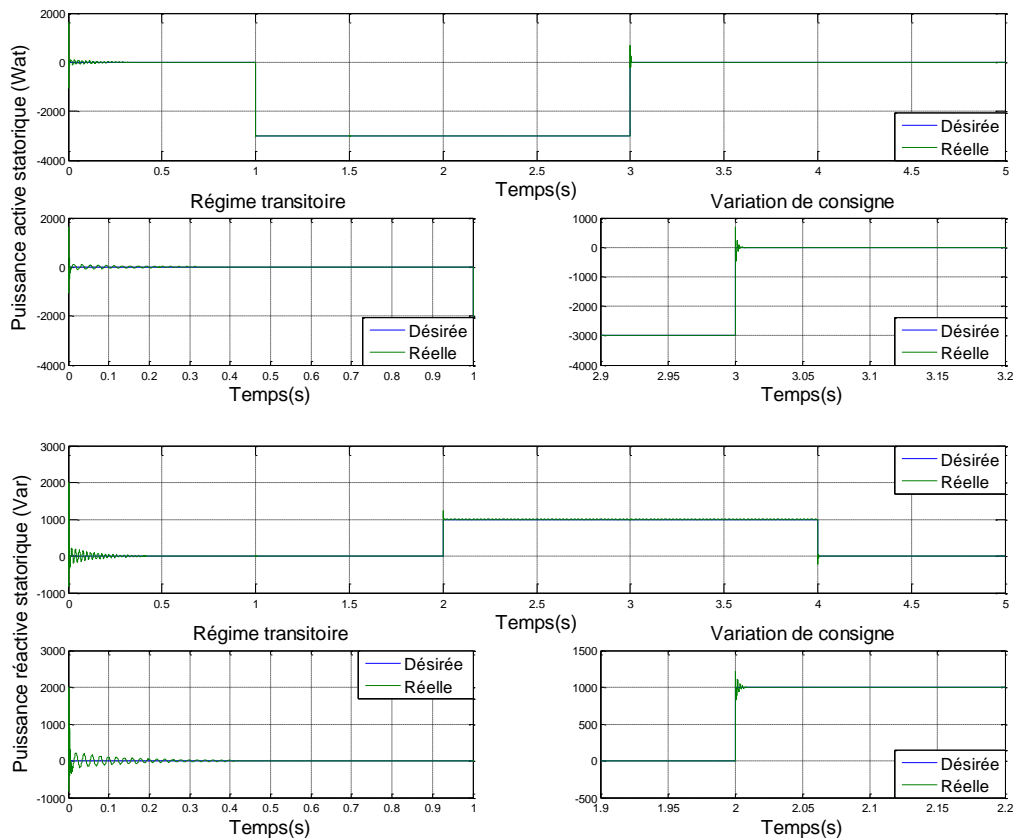 Puissance active statorique (Wat)
2000
0
-2000
-4000
0 0.5 1 1.5 2 2.5 3 3.5 4 4.5 5
Temps(s)
Désirée
Réelle
Régime transitoire
2000
0
-2000
-4000
0 0.1 0.2 0.3 0.4 0.5 0.6 0.7 0.8 0.9 1
Temps(s)
Désirée
Réelle
Variation de consigne
1000
0
-1000
-2000
-3000
-4000
2.9 2.95 3 3.05 3.1 3.15 3.2
Temps(s)
Désirée
Réelle
Puissance réactive statorique (Var)
3000
2000
1000
0
-1000
0 0.5 1 1.5 2 2.5 3 3.5 4 4.5 5
Temps(s)
Désirée
Réelle
Régime transitoire
3000
2000
1000
0
-1000
0 0.1 0.2 0.3 0.4 0.5 0.6 0.7 0.8 0.9 1
Temps(s)
Désirée
Réelle
Variation de consigne
1500
1000
500
0
-500
1.9 1.95 2 2.05 2.1 2.15 2.2
Temps(s)
Désirée
Réelle